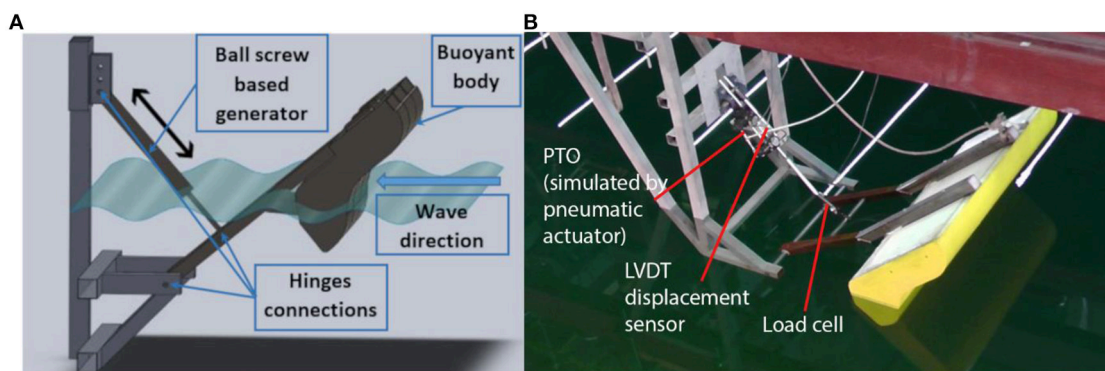 A
Ball screw
based
generator
Buoyant
body
Wave
direction
Hinges
connections
B
PTO
(simulated by
pneumatic
actuator)
LVDT
displacement
sensor
Load cell